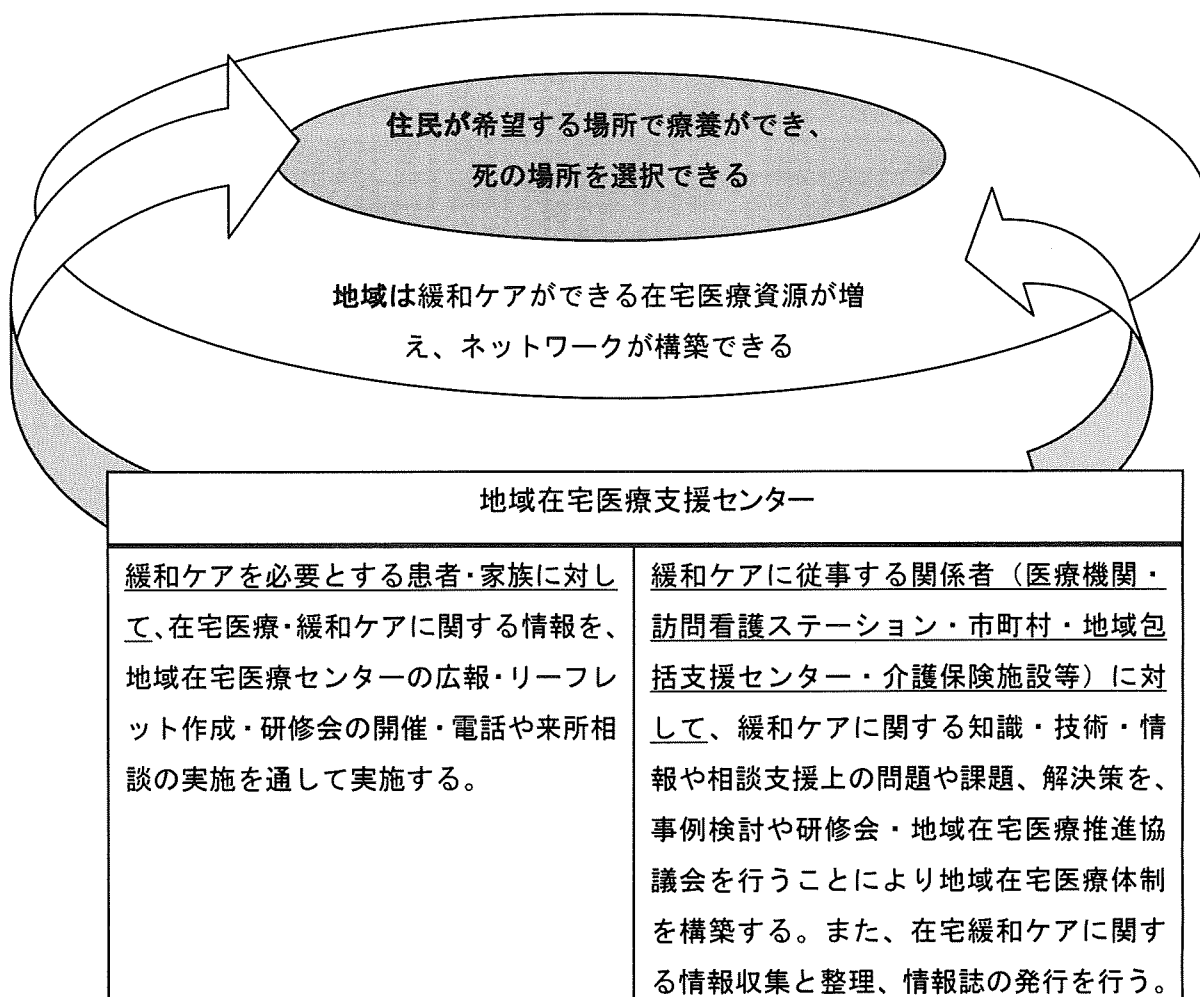 住民が希望する場所で療養ができ、
死の場所を選択できる
地域は緩和ケアができる在宅医療資源が増
え、ネットワークが構築できる
地域在宅医療支援センター
緩和ケアを必要とする患者・家族に対し
て、在宅医療・緩和ケアに関する情報を、
地域在宅医療センターの広報・リーフレ
ット作成・研修会の開催・電話や来所相
談の実施を通して実施する。
緩和ケアに従事する関係者（医療機関・
訪問看護ステーション・市町村・地域包
括支援センター・介護保険施設等）に対
して、緩和ケアに関する知識・技術・情
報や相談支援上の問題や課題、解決策を、
事例検討や研修会・地域在宅医療推進協
議会を行うことにより地域在宅医療体制
を構築する。また、在宅緩和ケアに関す
る情報収集と整理、情報誌の発行を行う。